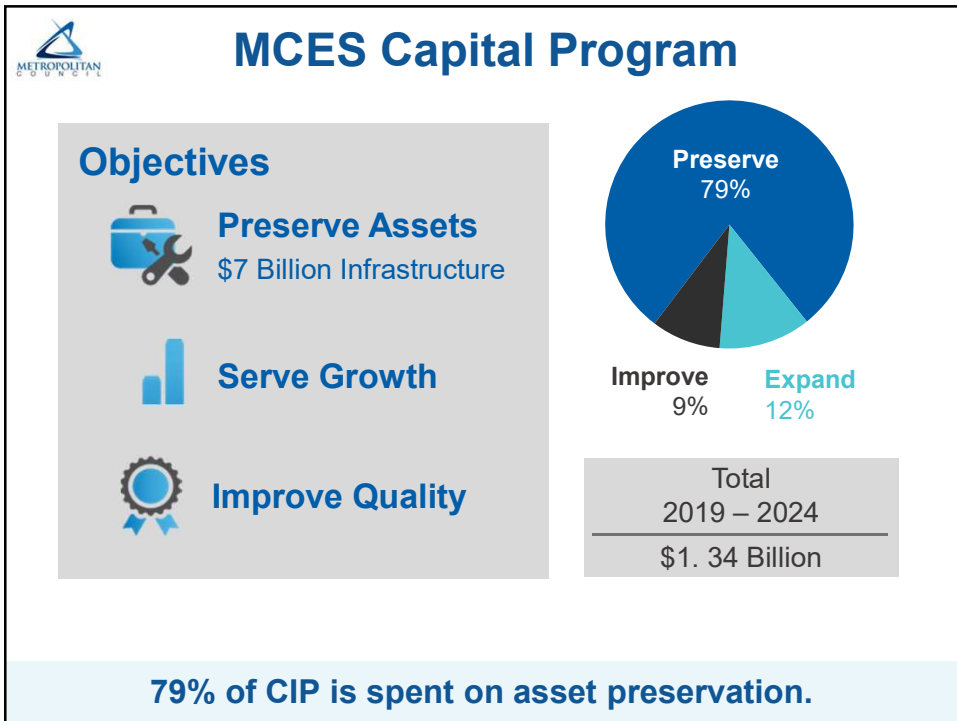 METROPOLITAN
COUNCIL
MCES Capital Program
Objectives
Preserve Assets
$7 Billion Infrastructure
Serve Growth
Improve Quality
Preserve
79%
Improve
9%
Expand
12%
Total
2019 – 2024
$1. 34 Billion
79% of CIP is spent on asset preservation.